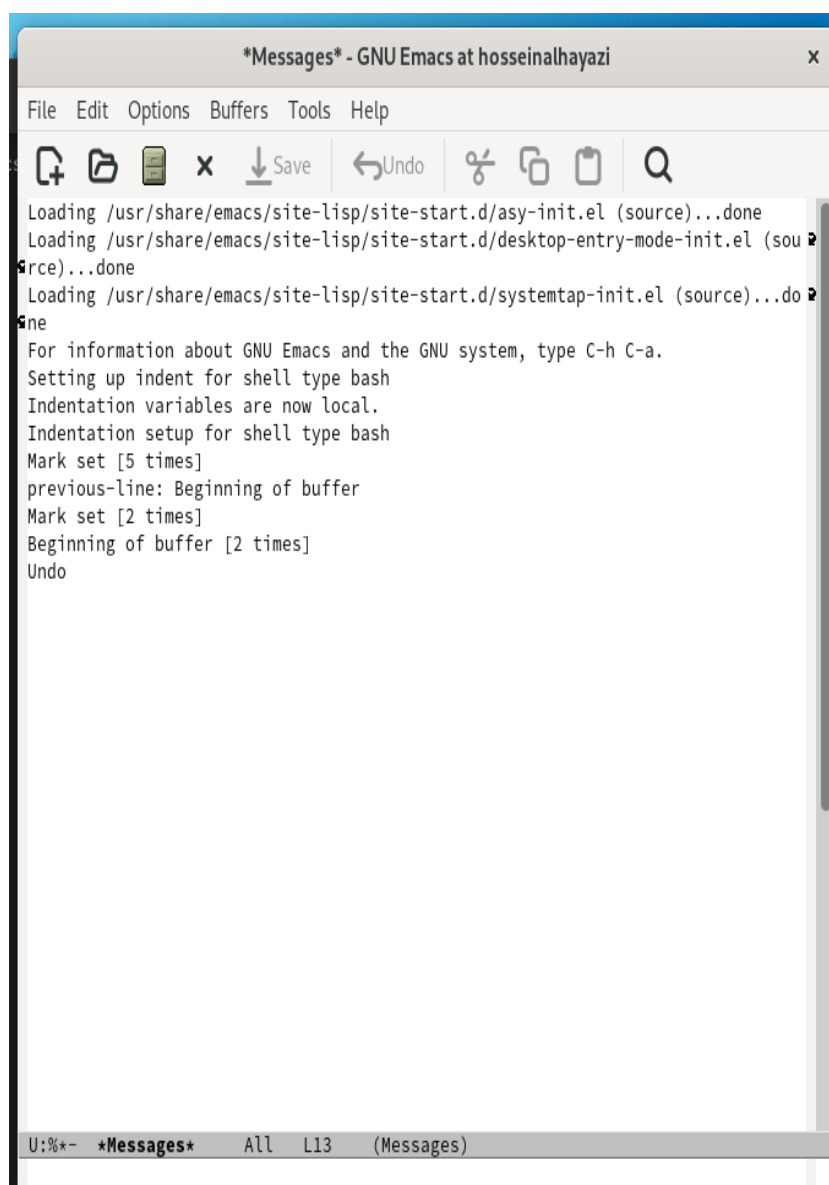 *Messages* - GNU Emacs at hosseinalhayazi
File Edit Options Buffers Tools Help
Save Undo
Loading /usr/share/emacs/site-lisp/site-start.d/asy-init.el (source)...done
Loading /usr/share/emacs/site-lisp/site-start.d/desktop-entry-mode-init.el (sou
rce)...done
Loading /usr/share/emacs/site-lisp/site-start.d/systemtap-init.el (source)...do
ne
For information about GNU Emacs and the GNU system, type C-h C-a.
Setting up indent for shell type bash
Indentation variables are now local.
Indentation setup for shell type bash
Mark set [5 times]
previous-line: Beginning of buffer
Mark set [2 times]
Beginning of buffer [2 times]
Undo
U:%*- *Messages* All L13 (Messages)